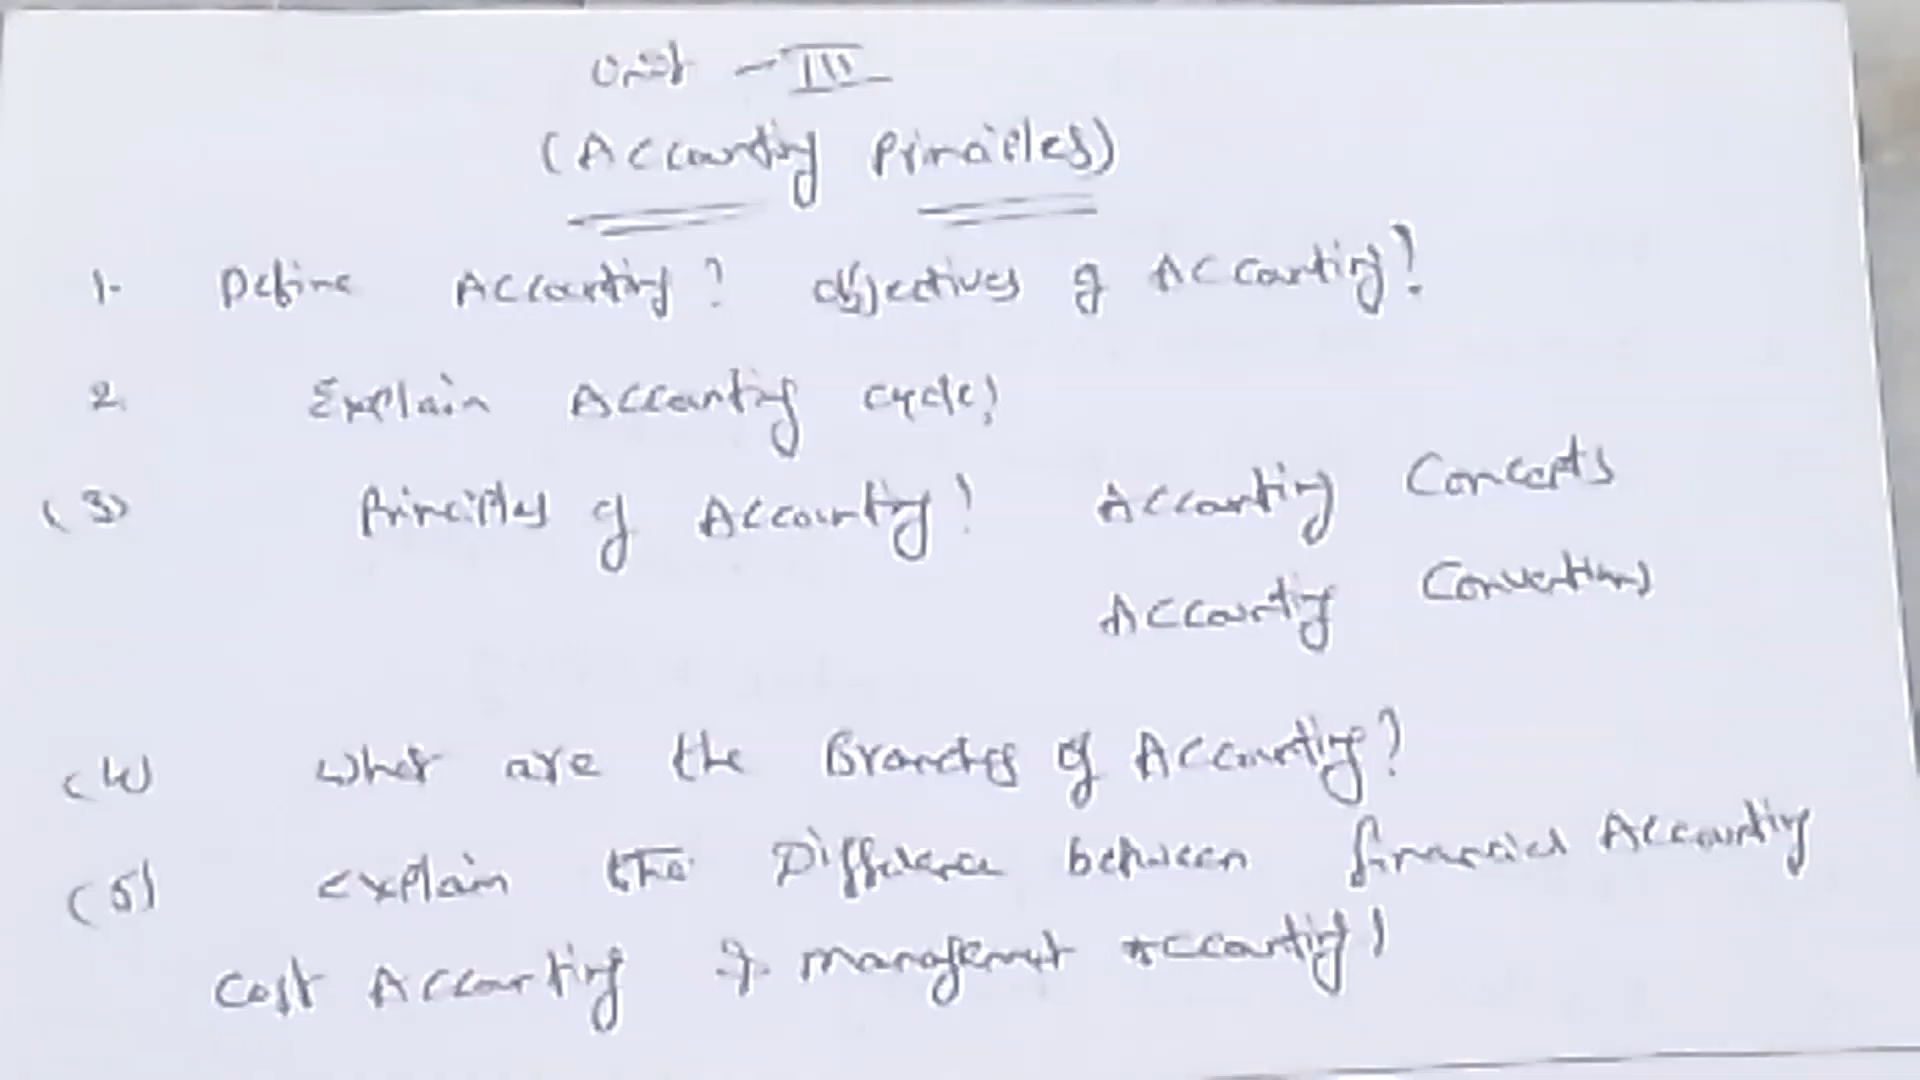 Unit - III
(Accounting Principles)
1. Define Accounting? objectives of Accounting?
2. Explain Accounting cycle?
(3) Principles of Accounting? Accounting Concepts
Accounting Conventions
(4) What are the Branches of Accounting?
(5) explain the Difference between financial Accounting
Cost Accounting & management Accounting?